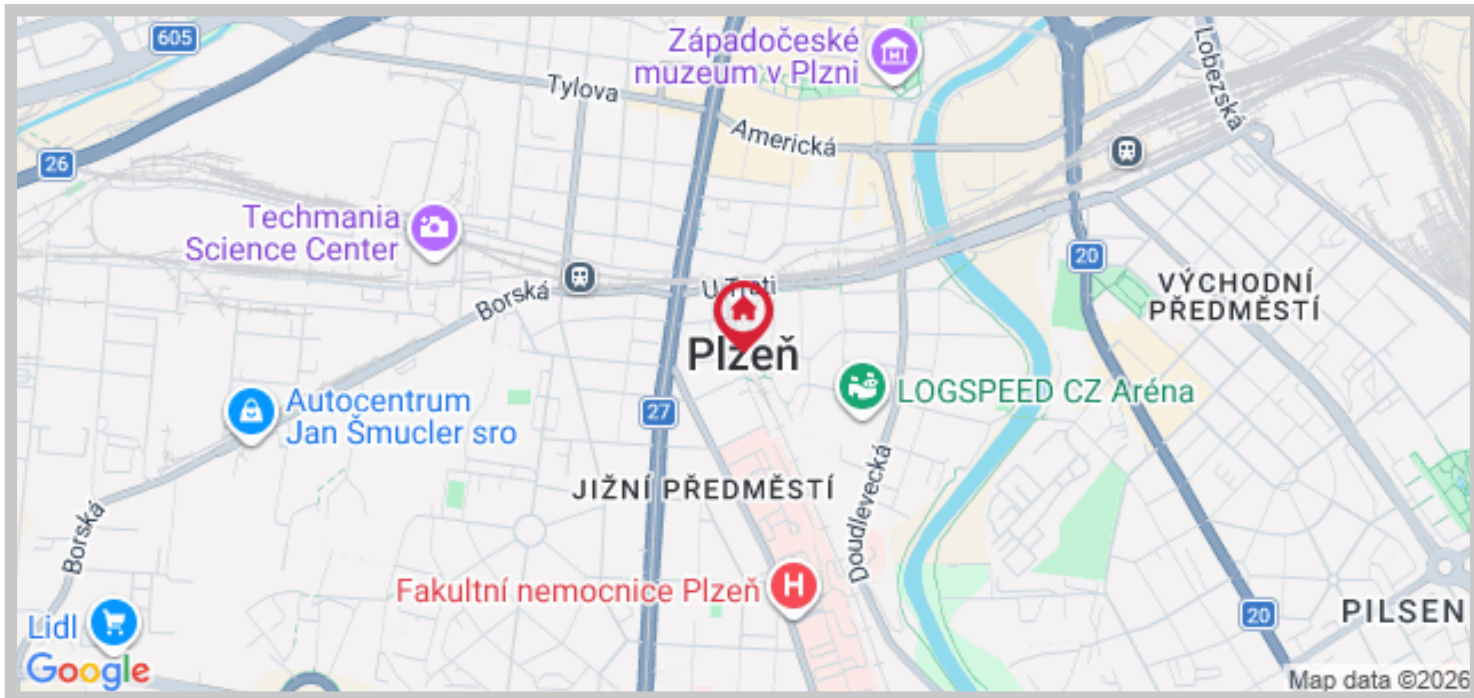 605
Západočeské
muzeum v Plzni
Lobezská
Tylova
Americká
26
Techmania
Science Center
20
VÝCHODNÍ
PŘEDMĚSTÍ
Borská
U Trati
Plzeň
Autocentrum
Jan Šmucler sro
27
LOGSPEED CZ Aréna
JIŽNÍ PŘEDMĚSTÍ
Doudlevecká
Borská
Fakultní nemocnice Plzeň
H
20
PILSEN
Lidl
Google
Map data ©2026